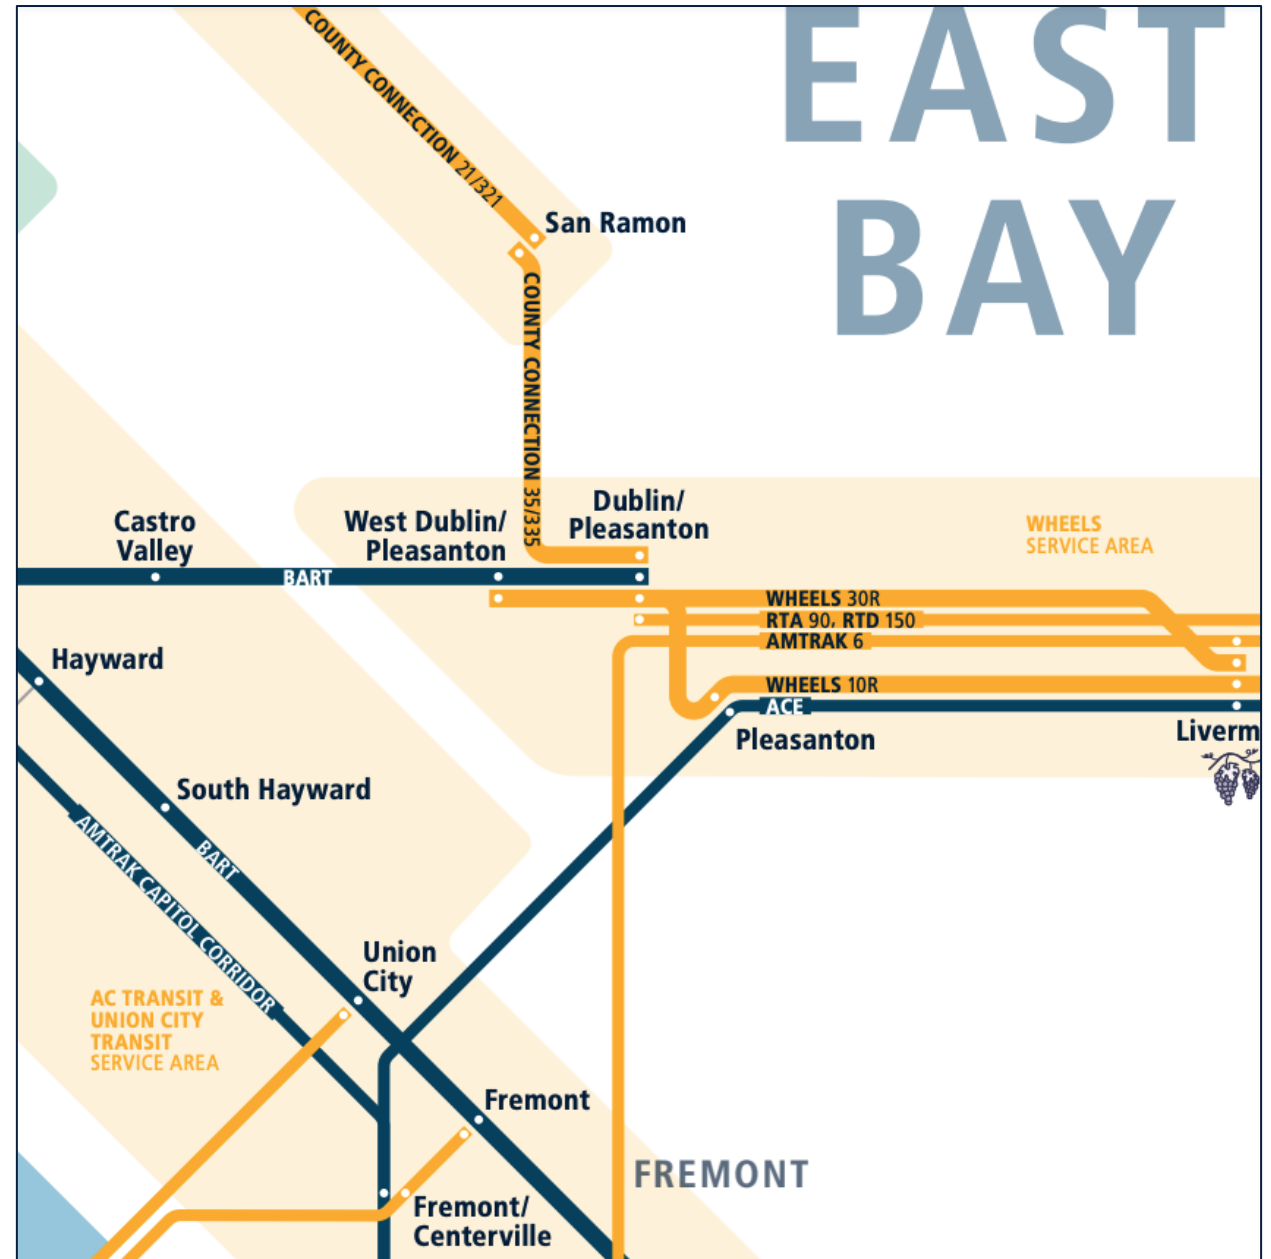 EAST
BAY
COUNTY CONNECTION 21/321
San Ramon
COUNTY CONNECTION 35/335
Dublin/
Pleasanton
Castro
Valley
West Dublin/
Pleasanton
WHEELS
SERVICE AREA
BART
WHEELS 30R
RTA 90, RTD 150
AMTRAK 6
Hayward
WHEELS 10R
ACE
Pleasanton
Liverm
South Hayward
BART
AMTRAK CAPITOL CORRIDOR
Union
City
AC TRANSIT &
UNION CITY
TRANSIT
SERVICE AREA
Fremont
FREMONT
Fremont/
Centerville